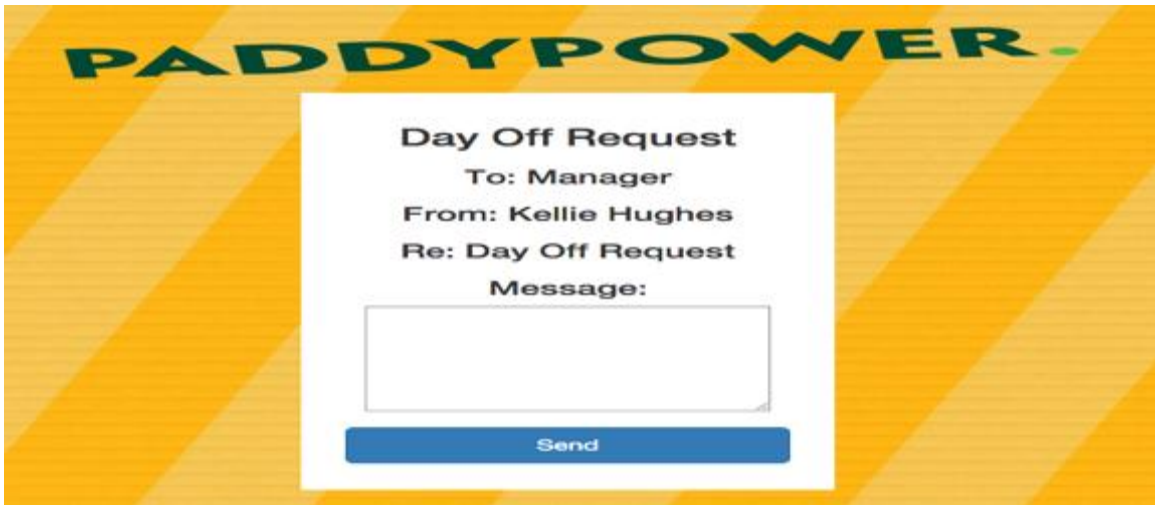 PADDYPOWER.
Day Off Request
To: Manager
From: Kellie Hughes
Re: Day Off Request
Message:
Send